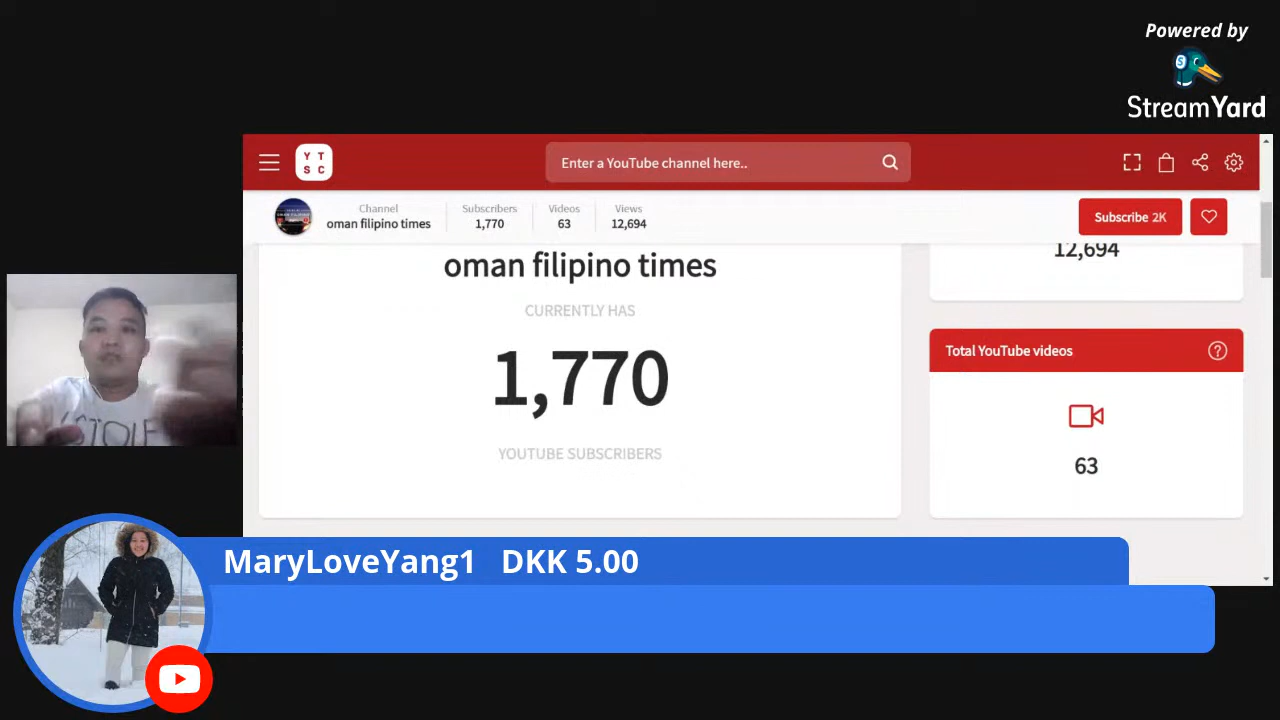 Powered by
StreamYard
Y T
S C
Enter a YouTube channel here..
Channel
oman filipino times
Subscribers
1,770
Videos
63
Views
12,694
Subscribe 2K
oman filipino times
CURRENTLY HAS
1,770
YOUTUBE SUBSCRIBERS
12,694
Total YouTube videos
?
63
MaryLoveYang1 DKK 5.00